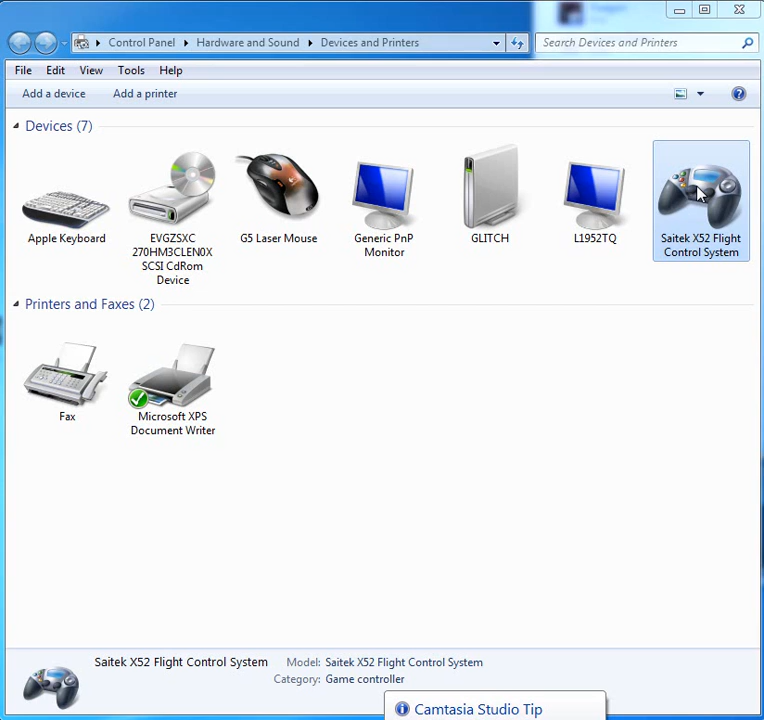 Control Panel Hardware and Sound Devices and Printers Search Devices and Printers
File Edit View Tools Help
Add a device Add a printer
Devices (7)
Apple Keyboard
EVGZSXC
270HM3CLEN0X
SCSI CdRom
Device
G5 Laser Mouse
Generic PnP
Monitor
GLITCH
L1952TQ
Saitek X52 Flight
Control System
Printers and Faxes (2)
Fax
Microsoft XPS
Document Writer
Saitek X52 Flight Control System Model: Saitek X52 Flight Control System
Category: Game controller
Camtasia Studio Tip